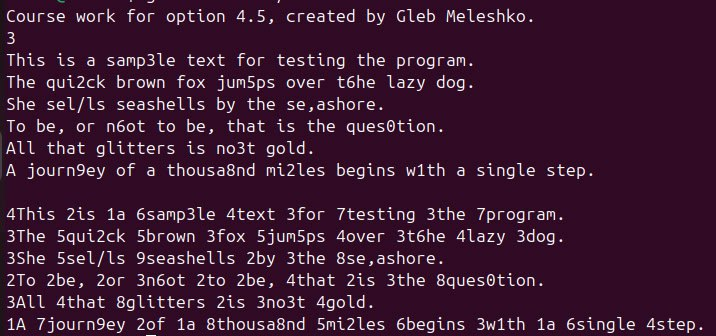 Course work for option 4.5, created by Gleb Meleshko.
3
This is a samp3le text for testing the program.
The qui2ck brown fox jum5ps over t6he lazy dog.
She sel/ls seashells by the se,ashore.
To be, or n6ot to be, that is the ques0tion.
All that glitters is no3t gold.
A journ9ey of a thousa8nd mi2les begins w1th a single step.

4This 2is 1a 6samp3le 4text 3for 7testing 3the 7program.
3The 5qui2ck 5brown 3fox 5jum5ps 4over 3t6he 4lazy 3dog.
3She 5sel/ls 9seashells 2by 3the 8se,ashore.
2To 2be, 2or 3n6ot 2to 2be, 4that 2is 3the 8ques0tion.
3All 4that 8glitters 2is 3no3t 4gold.
1A 7journ9ey 2of 1a 8thousa8nd 5mi2les 6begins 3w1th 1a 6single 4step.